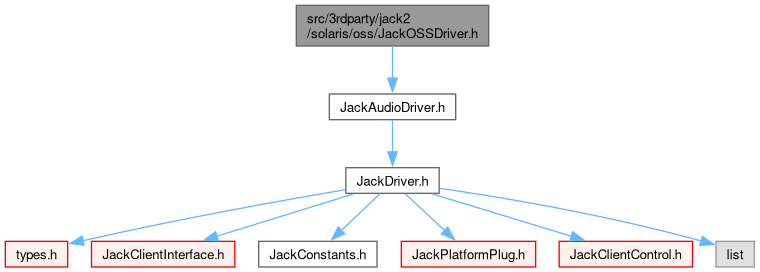 src/3rdparty/jack2
/solaris/oss/JackOSSDriver.h
JackAudioDriver.h
JackDriver.h
types.h
JackClientInterface.h
JackConstants.h
JackPlatformPlug.h
JackClientControl.h
list